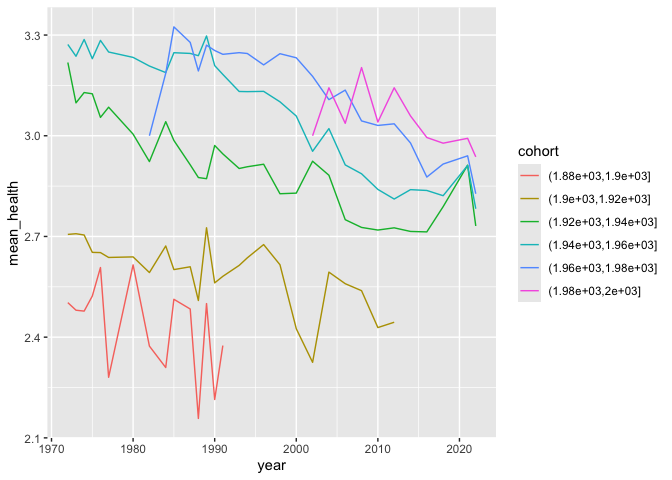 3.3
3.0
2.7
2.4
2.1
mean_health
1970
1980
1990
2000
2010
2020
year
cohort
(1.88e+03,1.9e+03]
(1.9e+03,1.92e+03]
(1.92e+03,1.94e+03]
(1.94e+03,1.96e+03]
(1.96e+03,1.98e+03]
(1.98e+03,2e+03]